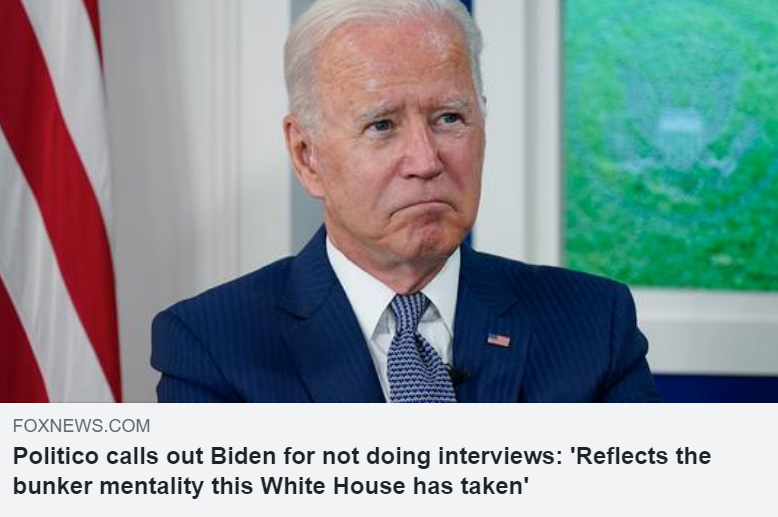 FOXNEWS.COM
Politico calls out Biden for not doing interviews: 'Reflects the
bunker mentality this White House has taken'